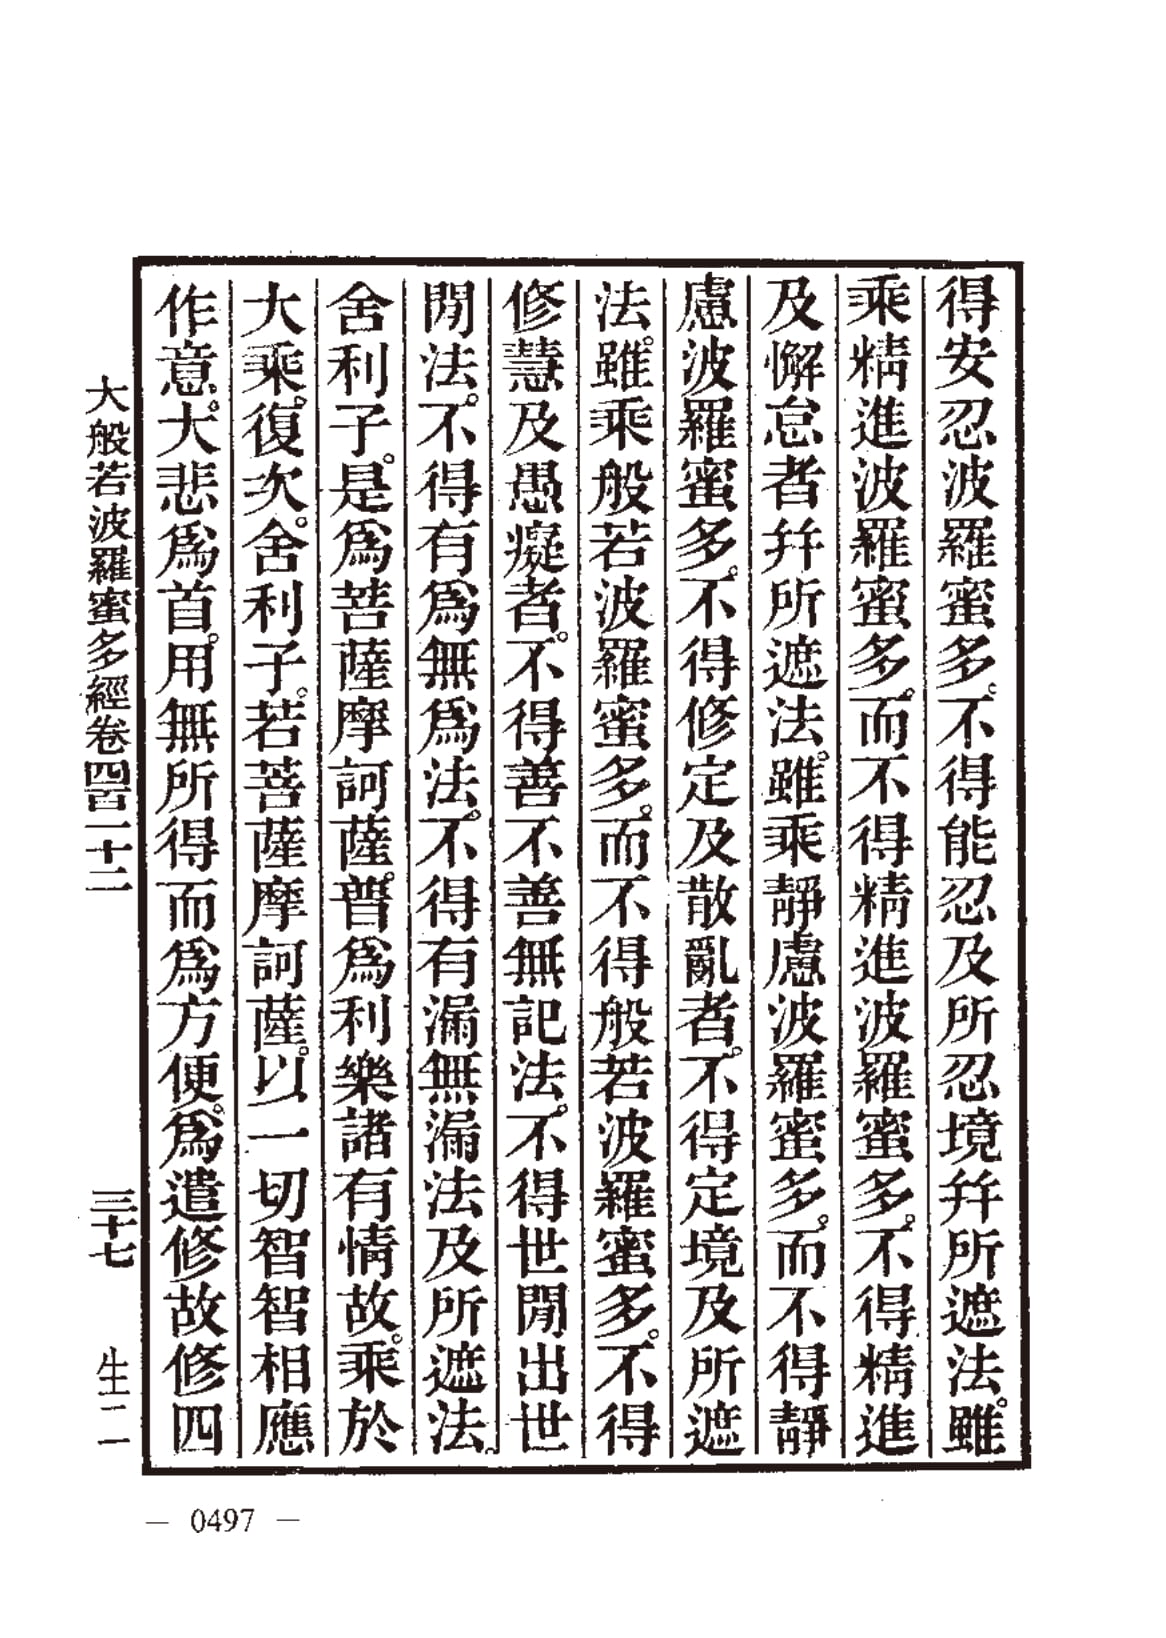 得安忍波羅蜜多。不得能忍及所忍境幷所遮法。雖
乘精進波羅蜜多。而不得精進波羅蜜多。不得精進
及懈怠者幷所遮法。雖乘靜慮波羅蜜多。而不得靜
慮波羅蜜多。不得修定及散亂者。不得定境及所遮
法。雖乘般若波羅蜜多。而不得般若波羅蜜多。不得
修慧及愚癡者。不得善不善無記法。不得世閒出世
閒法。不得有爲無爲法。不得有漏無漏法及所遮法。
舍利子。是爲菩薩摩訶薩。普爲利樂諸有情故。乘於
大乘。復次。舍利子。若菩薩摩訶薩。以一切智智相應
作意。大悲爲首。用無所得而爲方便。爲遣修故修四
大般若波羅蜜多經卷四百二十二 三十七 生二
— 0497 —